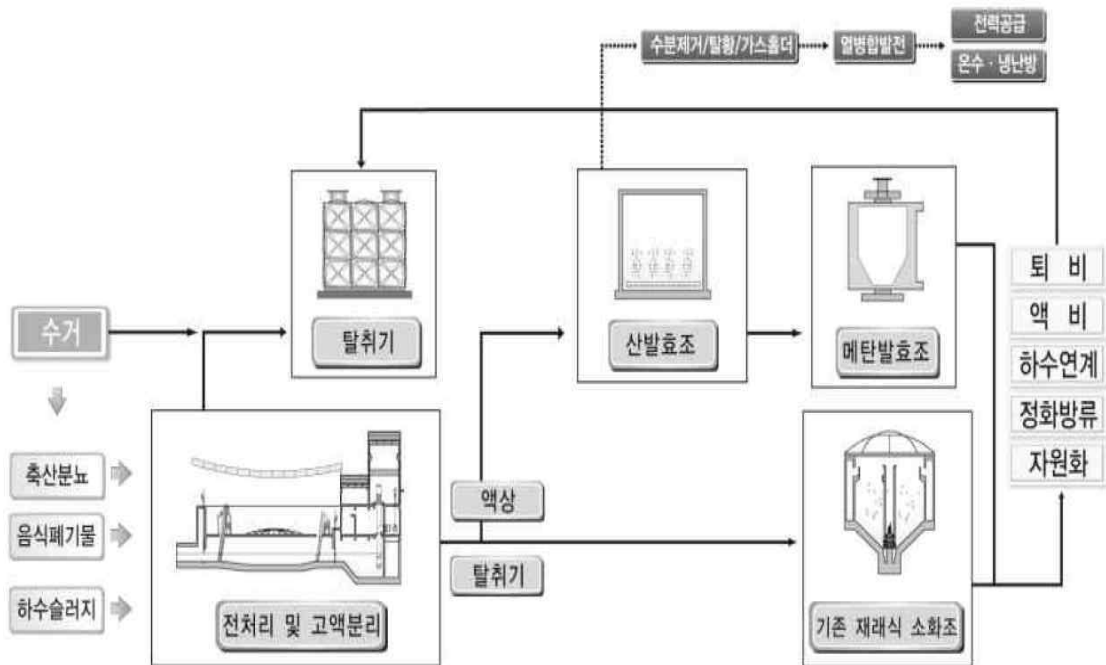 전력공급
수분제거/탈황/가스홀더
열병합발전
온수·냉난방
탈취기
산발효조
메탄발효조
수거
축산분뇨
음식폐기물
하수슬러지
전처리 및 고액분리
액상
탈취기
기존 재래식 소화조
퇴 비
액 비
하수연계
정화방류
자원화